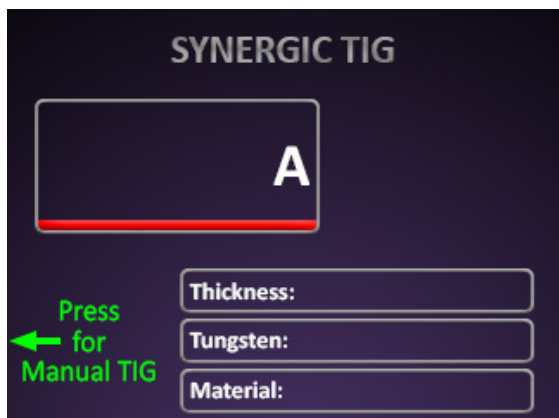 SYNERGIC TIG
A
Thickness:
Press
for
Manual TIG
Tungsten:
Material: